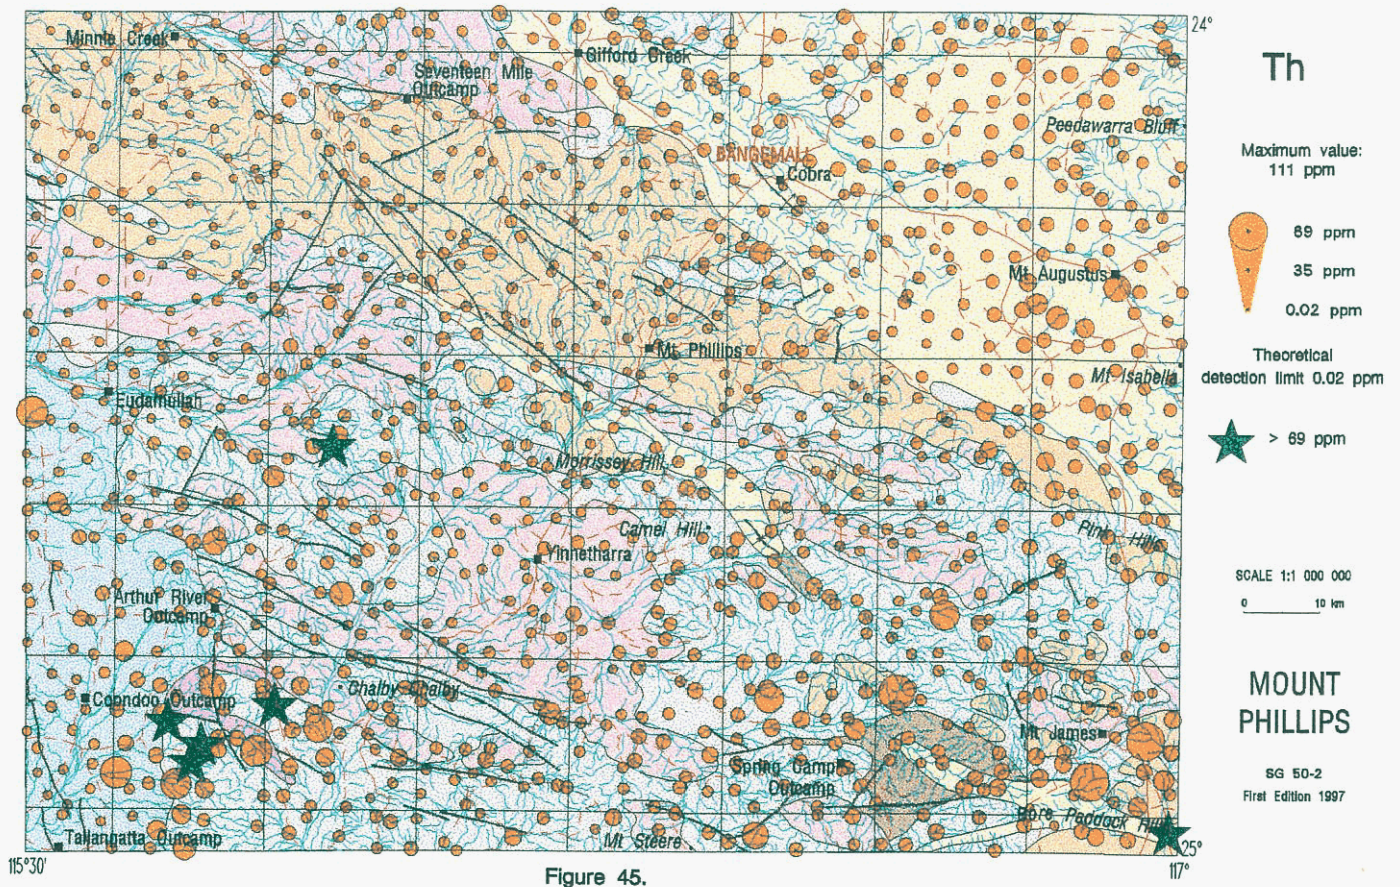 24°
Minnie Creek
Gifford Creek
Seventeen Mile
Outcamp
Th
Peedawarra Bluff
Maximum value:
111 ppm
BANGEMALL
Cobra
69 ppm
35 ppm
0.02 ppm
Mt Augustus
Theoretical
detection limit 0.02 ppm
Mt Phillips
Mt Isabella
Eudamullah
> 69 ppm
Morrissey Hill
Camel Hill
Pink Hills
Yinnetharra
SCALE 1:1 000 000
0 10 km
Arthur River
Outcamp
MOUNT
PHILLIPS
Chalby Chalby
Coondoo Outcamp
Mt James
Spring Camp
Outcamp
SG 50-2
First Edition 1997
Bore Paddock Hill
Tallangatta Outcamp
Mt Steere
25°
115°30'
117°
Figure 45.